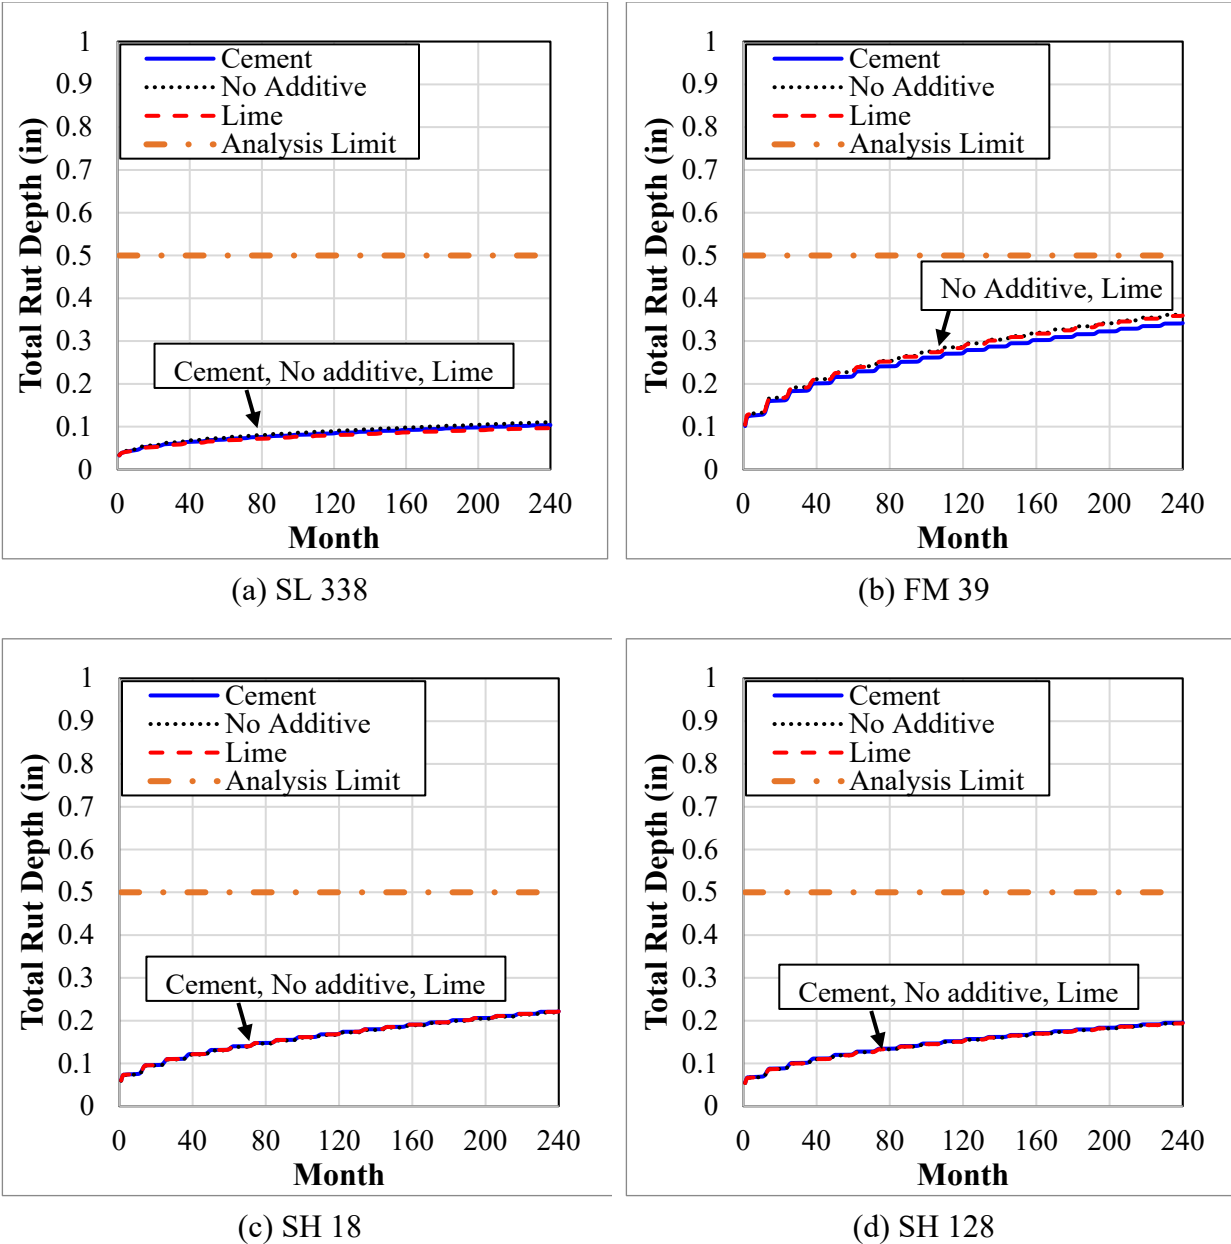 Total Rut Depth (in)
1
0.9
0.8
0.7
0.6
0.5
0.4
0.3
0.2
0.1
0
Cement
No Additive
Lime
Analysis Limit
Cement, No additive, Lime
0 40 80 120 160 200 240
Month
(a) SL 338
Total Rut Depth (in)
1
0.9
0.8
0.7
0.6
0.5
0.4
0.3
0.2
0.1
0
Cement
No Additive
Lime
Analysis Limit
No Additive, Lime
0 40 80 120 160 200 240
Month
(b) FM 39
Total Rut Depth (in)
1
0.9
0.8
0.7
0.6
0.5
0.4
0.3
0.2
0.1
0
Cement
No Additive
Lime
Analysis Limit
Cement, No additive, Lime
0 40 80 120 160 200 240
Month
(c) SH 18
Total Rut Depth (in)
1
0.9
0.8
0.7
0.6
0.5
0.4
0.3
0.2
0.1
0
Cement
No Additive
Lime
Analysis Limit
Cement, No additive, Lime
0 40 80 120 160 200 240
Month
(d) SH 128